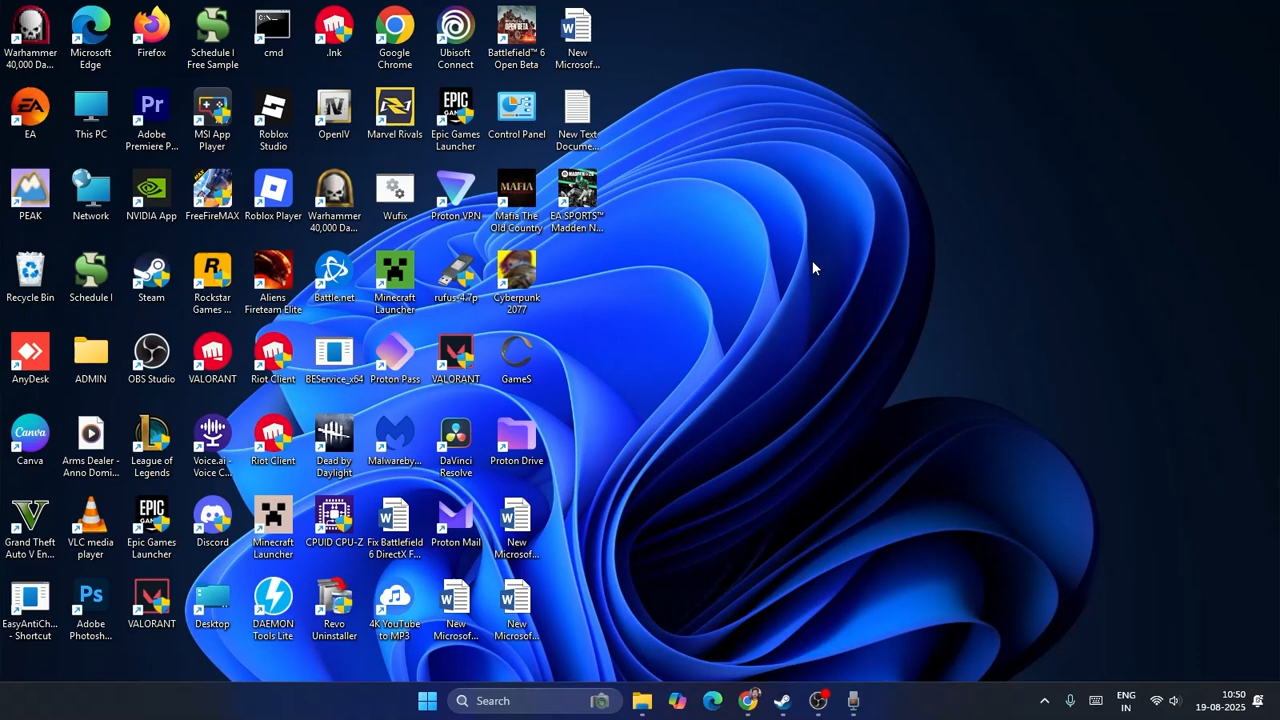 Warhammer
40,000 Da...
Microsoft
Edge
Firefox
Schedule I
Free Sample
cmd
.lnk
Google
Chrome
Ubisoft
Connect
Battlefield™ 6
Open Beta
New
Microsof...
EA
This PC
Adobe
Premiere P...
MSI App
Player
Roblox
Studio
OpenIV
Marvel Rivals
Epic Games
Launcher
Control Panel
New Text
Docume...
PEAK
Network
NVIDIA App
FreeFireMAX
Roblox Player
Warhammer
40,000 Da...
Wufix
Proton VPN
Mafia The
Old Country
EA SPORTS™
Madden N...
Recycle Bin
Schedule I
Steam
Rockstar
Games ...
Aliens
Fireteam Elite
Battle.net
Minecraft
Launcher
rufus-4.7p
Cyberpunk
2077
AnyDesk
ADMIN
OBS Studio
VALORANT
Riot Client
BEService_x64
Proton Pass
VALORANT
GameS
Canva
Arms Dealer -
Anno Domi...
League of
Legends
Voice.ai -
Voice C...
Riot Client
Dead by
Daylight
Malwareby...
DaVinci
Resolve
Proton Drive
Grand Theft
Auto V En...
VLC media
player
Epic Games
Launcher
Discord
Minecraft
Launcher
CPUID CPU-Z
Fix Battlefield
6 DirectX F...
Proton Mail
New
Microsof...
EasyAntiCh...
- Shortcut
Adobe
Photosh...
VALORANT
Desktop
DAEMON
Tools Lite
Revo
Uninstaller
4K YouTube
to MP3
New
Microsof...
New
Microsof...
Search
ENG
IN
10:50
19-08-2025